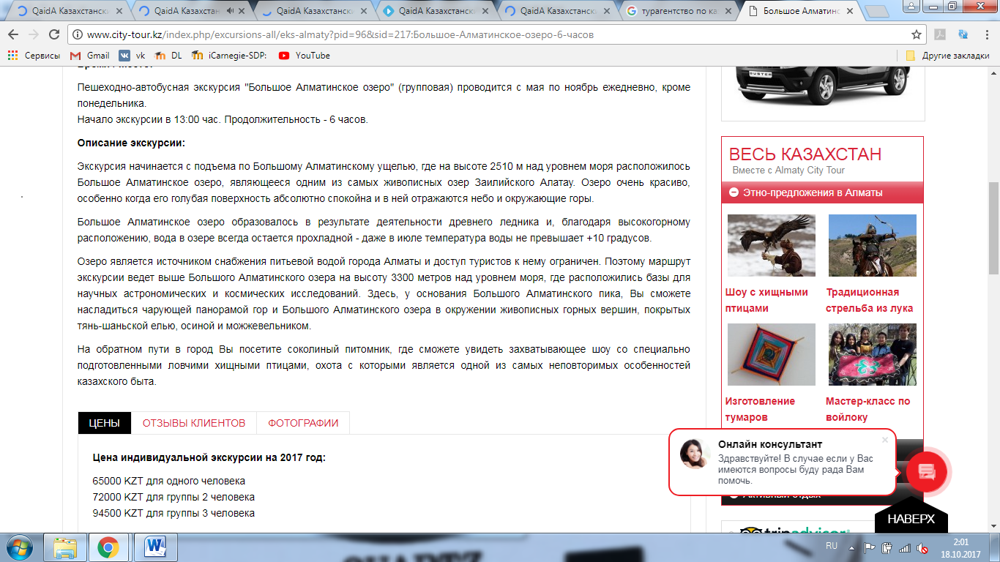 QaidA Казахстански
QaidA Казахстан
QaidA Казахстански
QaidA Казахстански
QaidA Казахстански
турагентство по ка
Большое Алматинс
www.city-tour.kz/index.php/excursions-all/eks-almaty?pid=96&sid=217:Большое-Алматинское-озеро-6-часов
Сервисы
Gmail
vk
DL
iCarnegie-SDP:
YouTube
Другие закладки
Пешеходно-автобусная экскурсия "Большое Алматинское озеро" (групповая) проводится с мая по ноябрь ежедневно, кроме
понедельника.
Начало экскурсии в 13:00 час. Продолжительность - 6 часов.
Описание экскурсии:
Экскурсия начинается с подъема по Большому Алматинскому ущелью, где на высоте 2510 м над уровнем моря расположилось
Большое Алматинское озеро, являющееся одним из самых живописных озер Заилийского Алатау. Озеро очень красиво,
особенно когда его голубая поверхность абсолютно спокойна и в ней отражаются небо и окружающие горы.
Большое Алматинское озеро образовалось в результате деятельности древнего ледника и, благодаря высокогорному
расположению, вода в озере всегда остается прохладной - даже в июле температура воды не превышает +10 градусов.
Озеро является источником снабжения питьевой водой города Алматы и доступ туристов к нему ограничен. Поэтому маршрут
экскурсии ведет выше Большого Алматинского озера на высоту 3300 метров над уровнем моря, где расположились базы для
научных астрономических и космических исследований. Здесь, у основания Большого Алматинского пика, Вы сможете
насладиться чарующей панорамой гор и Большого Алматинского озера в окружении живописных горных вершин, покрытых
тянь-шаньской елью, осиной и можжевельником.
На обратном пути в город Вы посетите соколиный питомник, где сможете увидеть захватывающее шоу со специально
подготовленными ловчими хищными птицами, охота с которыми является одной из самых неповторимых особенностей
казахского быта.
ЦЕНЫ
ОТЗЫВЫ КЛИЕНТОВ
ФОТОГРАФИИ
Цена индивидуальной экскурсии на 2017 год:
65000 KZT для одного человека
72000 KZT для группы 2 человека
94500 KZT для группы 3 человека
DUSTER
ВЕСЬ КАЗАХСТАН
Вместе с Almaty City Tour
Этно-предложения в Алматы
Шоу с хищными
птицами
Традиционная
стрельба из лука
Изготовление
тумаров
Мастер-класс по
войлоку
Онлайн консультант
Здравствуйте! В случае если у Вас
имеются вопросы буду рада Вам
помочь.
НАВЕРХ
tripadvisor
RU
2:01
18.10.2017